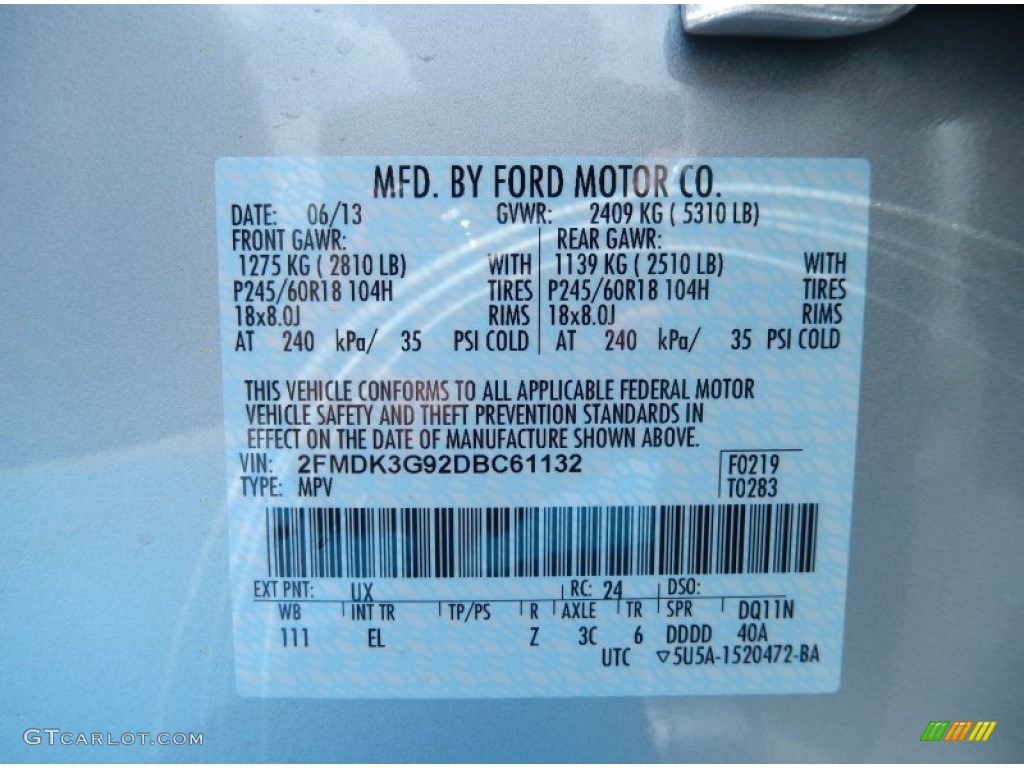 MFD. BY FORD MOTOR CO.
DATE: 06/13 GVWR: 2409 KG ( 5310 LB)
FRONT GAWR: REAR GAWR:
1275 KG ( 2810 LB) WITH 1139 KG ( 2510 LB) WITH
P245/60R18 104H TIRES P245/60R18 104H TIRES
18x8.0J RIMS 18x8.0J RIMS
AT 240 kPa/ 35 PSI COLD AT 240 kPa/ 35 PSI COLD
THIS VEHICLE CONFORMS TO ALL APPLICABLE FEDERAL MOTOR
VEHICLE SAFETY AND THEFT PREVENTION STANDARDS IN
EFFECT ON THE DATE OF MANUFACTURE SHOWN ABOVE.
VIN: 2FMDK3G92DBC61132 F0219
TYPE: MPV T0283
EXT PNT: UX RC: 24 DSO:
WB INT TR TP/PS R AXLE TR SPR DQ11N
111 EL Z 3C 6 DDDD 40A
UTC ▽5U5A-1520472-BA
GTCARLOT.COM